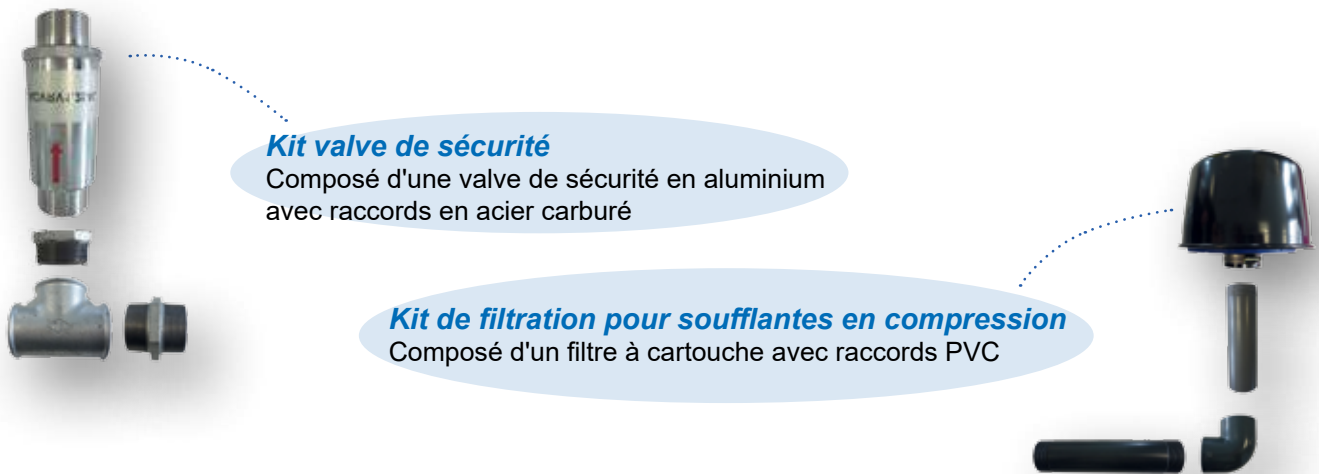 Kit valve de sécurité
Composé d'une valve de sécurité en aluminium
avec raccords en acier carburé
Kit de filtration pour soufflantes en compression
Composé d'un filtre à cartouche avec raccords PVC